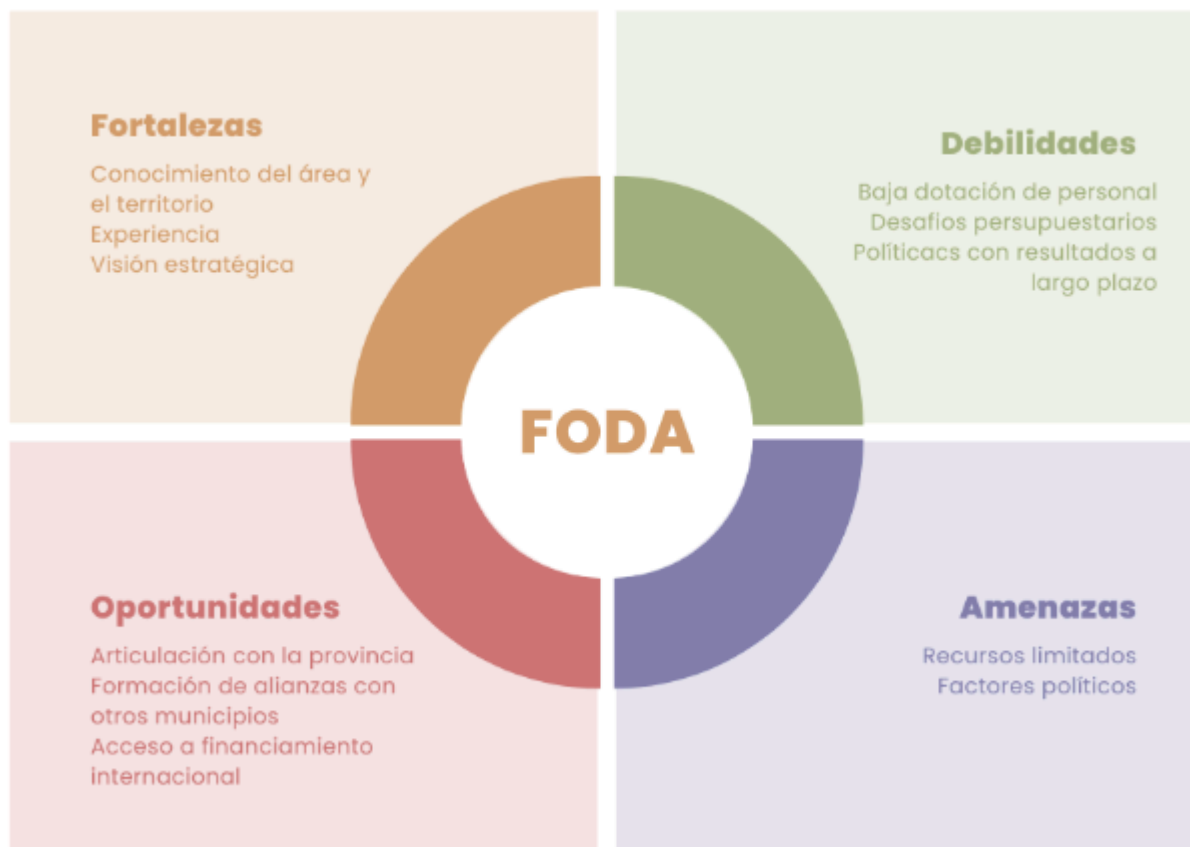 Fortalezas
Conocimiento del área y
el territorio
Experiencia
Visión estratégica
Debilidades
Baja dotación de personal
Desafios persupuestarios
Políticacs con resultados a
largo plazo
FODA
Oportunidades
Articulación con la provincia
Formación de alianzas con
otros municipios
Acceso a financiamiento
internacional
Amenazas
Recursos limitados
Factores políticos